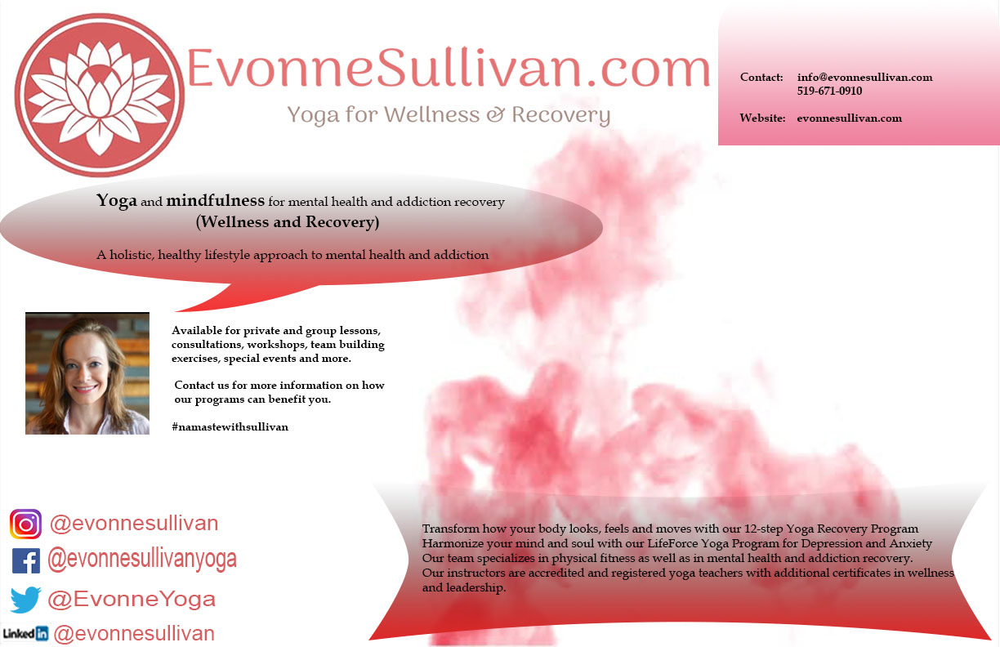 EvonneSullivan.com
Yoga for Wellness & Recovery
Contact: info@evonnesullivan.com
519-671-0910
Website: evonnesullivan.com
Yoga and mindfulness for mental health and addiction recovery
(Wellness and Recovery)
A holistic, healthy lifestyle approach to mental health and addiction
Available for private and group lessons,
consultations, workshops, team building
exercises, special events and more.
Contact us for more information on how
our programs can benefit you.
#namastewithsullivan
@evonnesullivan
@evonnesullivanyoga
@EvonneYoga
Linked in @evonnesullivan
Transform how your body looks, feels and moves with our 12-step Yoga Recovery Program
Harmonize your mind and soul with our LifeForce Yoga Program for Depression and Anxiety
Our team specializes in physical fitness as well as in mental health and addiction recovery.
Our instructors are accredited and registered yoga teachers with additional certificates in wellness
and leadership.